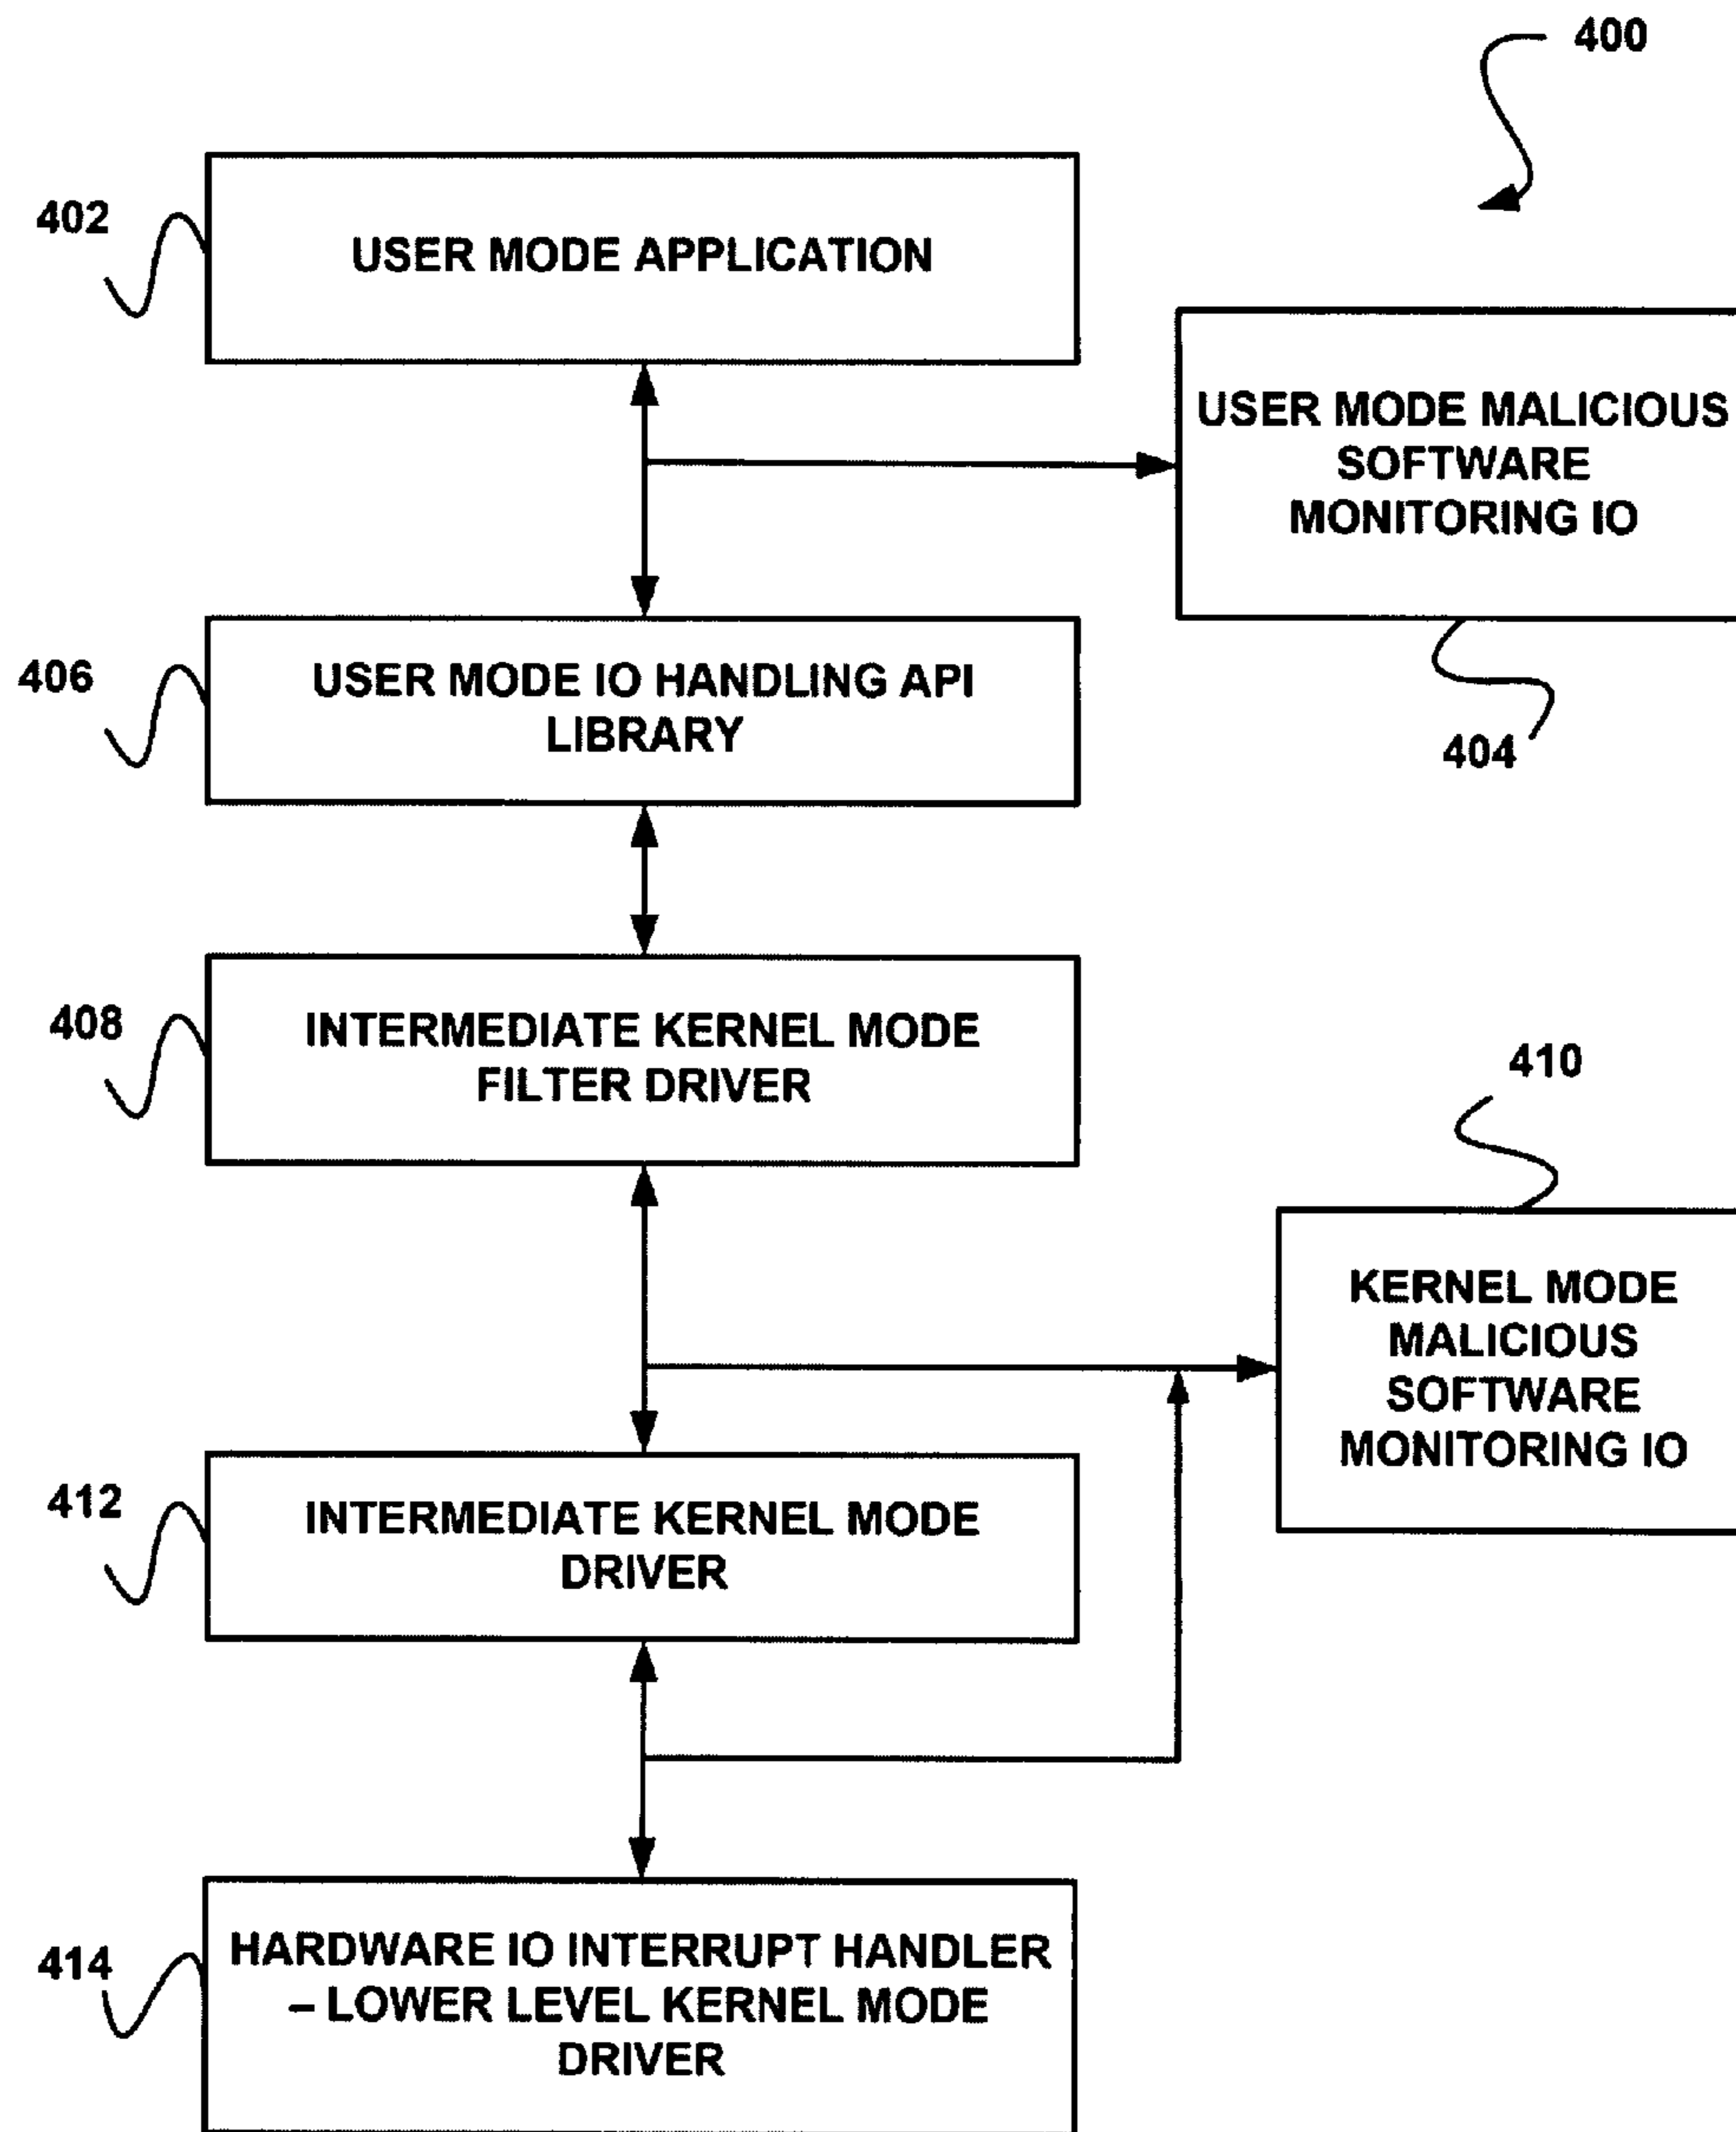 400
402
USER MODE APPLICATION
USER MODE MALICIOUS
SOFTWARE
MONITORING IO
404
406
USER MODE IO HANDLING API
LIBRARY
408
INTERMEDIATE KERNEL MODE
FILTER DRIVER
410
KERNEL MODE
MALICIOUS
SOFTWARE
MONITORING IO
412
INTERMEDIATE KERNEL MODE
DRIVER
414
HARDWARE IO INTERRUPT HANDLER
– LOWER LEVEL KERNEL MODE
DRIVER